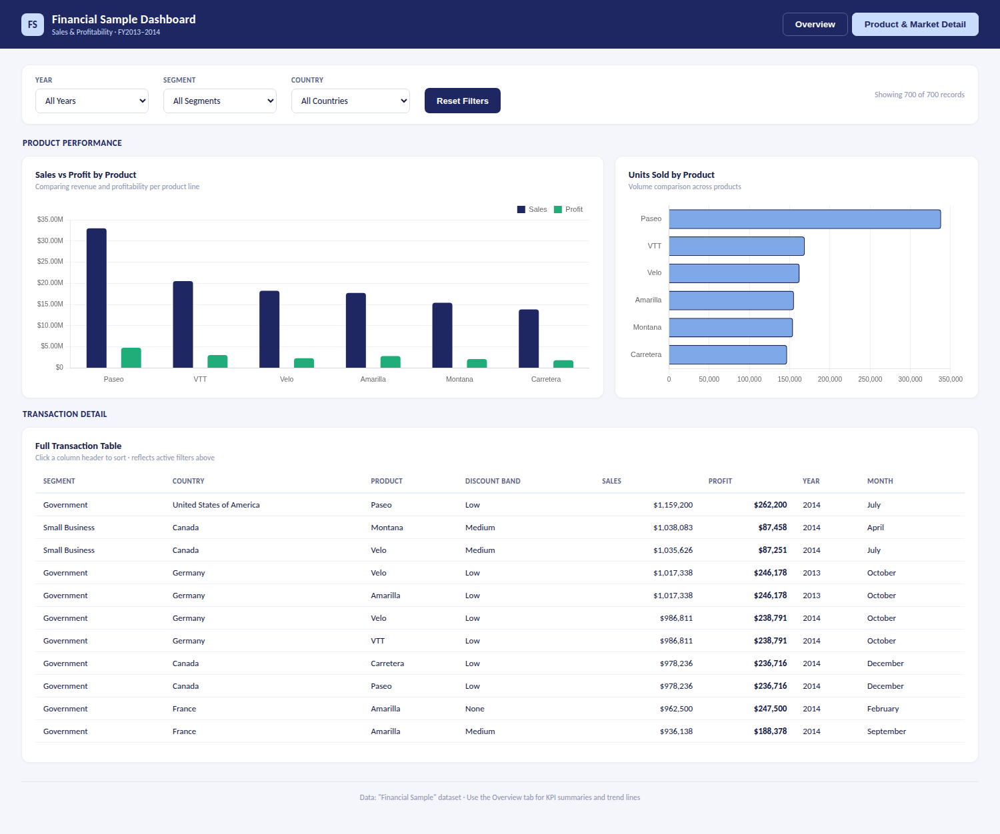 FS
Financial Sample Dashboard
Sales & Profitability · FY2013–2014
Overview
Product & Market Detail
YEAR
SEGMENT
COUNTRY
All Years
All Segments
All Countries
Reset Filters
Showing 700 of 700 records
PRODUCT PERFORMANCE
Sales vs Profit by Product
Comparing revenue and profitability per product line
Sales
Profit
$35.00M
$30.00M
$25.00M
$20.00M
$15.00M
$10.00M
$5.00M
$0
Paseo
VTT
Velo
Amarilla
Montana
Carretera
Units Sold by Product
Volume comparison across products
Paseo
VTT
Velo
Amarilla
Montana
Carretera
0
50,000
100,000
150,000
200,000
250,000
300,000
350,000
TRANSACTION DETAIL
Full Transaction Table
Click a column header to sort · reflects active filters above
SEGMENT COUNTRY PRODUCT DISCOUNT BAND SALES PROFIT YEAR MONTH
Government United States of America Paseo Low $1,159,200 $262,200 2014 July
Small Business Canada Montana Medium $1,038,083 $87,458 2014 April
Small Business Canada Velo Medium $1,035,626 $87,251 2014 July
Government Germany Velo Low $1,017,338 $246,178 2013 October
Government Germany Amarilla Low $1,017,338 $246,178 2013 October
Government Germany Velo Low $986,811 $238,791 2014 October
Government Germany VTT Low $986,811 $238,791 2014 October
Government Canada Carretera Low $978,236 $236,716 2014 December
Government Canada Paseo Low $978,236 $236,716 2014 December
Government France Amarilla None $962,500 $247,500 2014 February
Government France Amarilla Medium $936,138 $188,378 2014 September
Data: "Financial Sample" dataset · Use the Overview tab for KPI summaries and trend lines